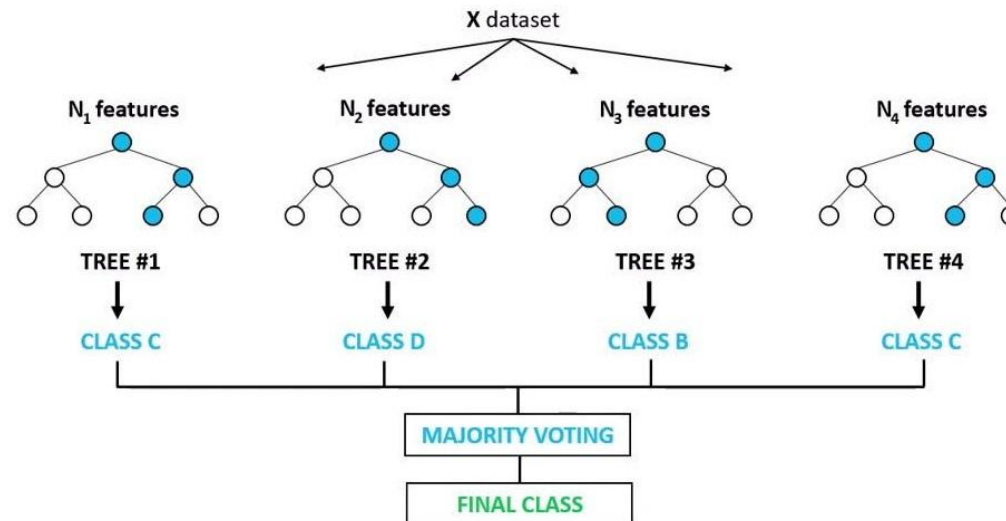 X dataset
N₁ features
N₂ features
N₃ features
N₄ features
TREE #1
TREE #2
TREE #3
TREE #4
CLASS C
CLASS D
CLASS B
CLASS C
MAJORITY VOTING
FINAL CLASS